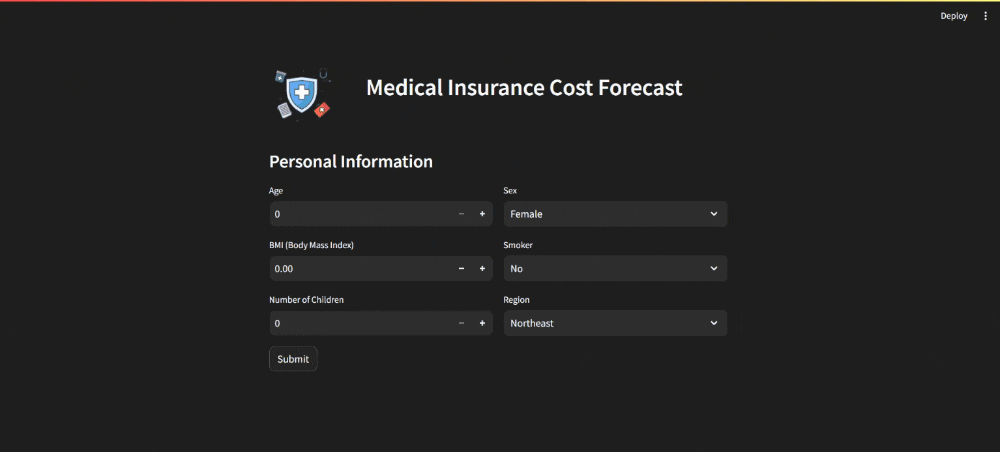 Deploy
Medical Insurance Cost Forecast
Personal Information
Age Sex
0 Female
BMI (Body Mass Index) Smoker
0.00 No
Number of Children Region
0 Northeast
Submit